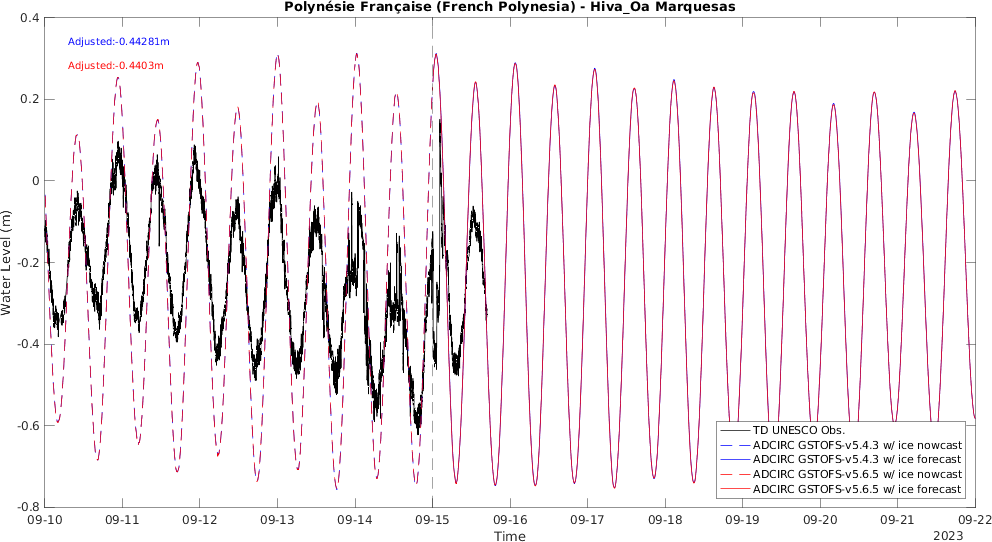 Polynésie Française (French Polynesia) - Hiva_Oa Marquesas
Adjusted:-0.44281m
Adjusted:-0.4403m
Water Level (m)
0.4
0.2
0
-0.2
-0.4
-0.6
-0.8
TD UNESCO Obs.
ADCIRC GSTOFS-v5.4.3 w/ ice nowcast
ADCIRC GSTOFS-v5.4.3 w/ ice forecast
ADCIRC GSTOFS-v5.6.5 w/ ice nowcast
ADCIRC GSTOFS-v5.6.5 w/ ice forecast
09-10 09-11 09-12 09-13 09-14 09-15 09-16 09-17 09-18 09-19 09-20 09-21 09-22
Time
2023